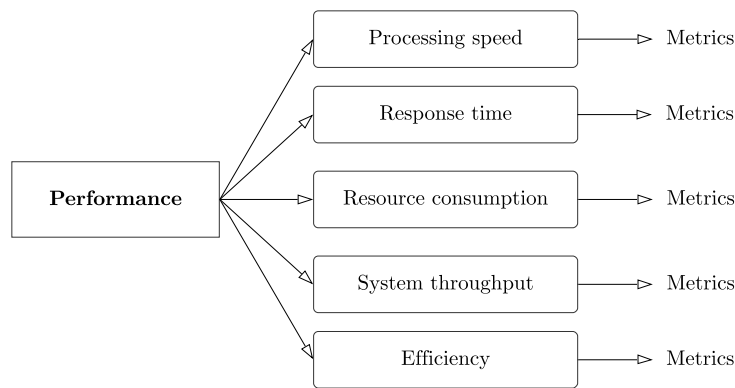 Processing speed Metrics
Response time Metrics
Performance Resource consumption Metrics
System throughput Metrics
Efficiency Metrics